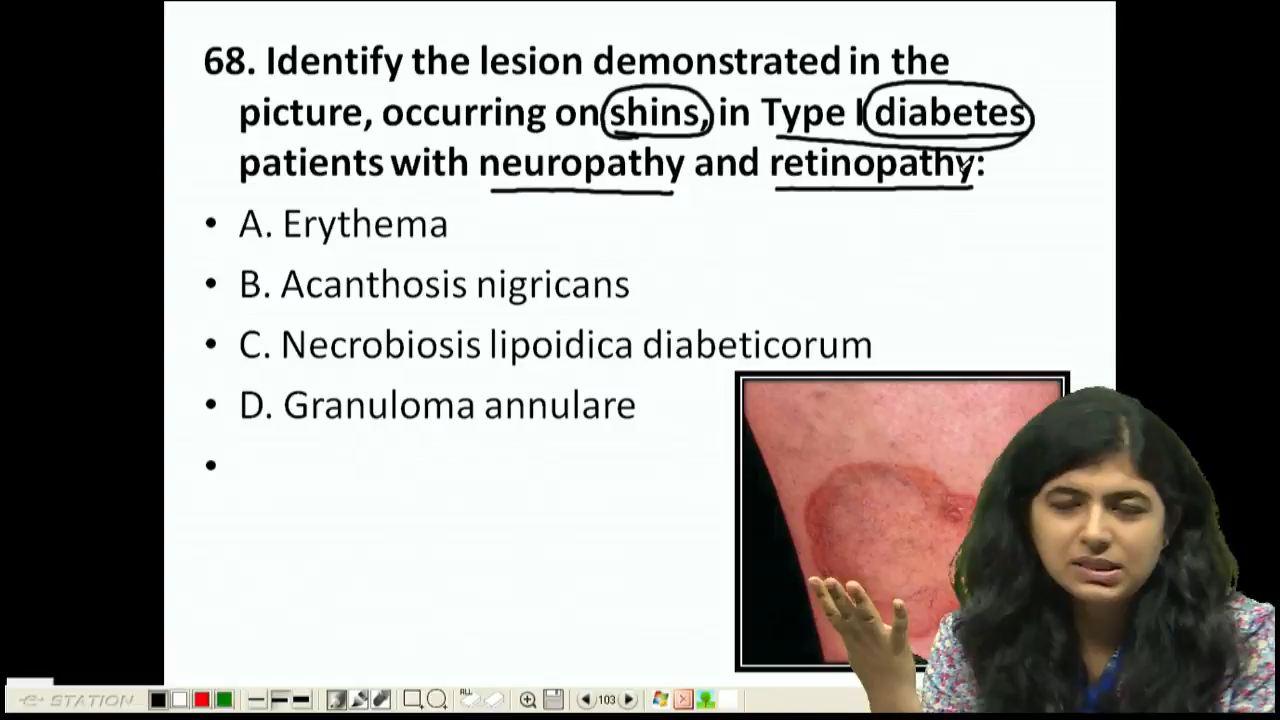 68. Identify the lesion demonstrated in the
picture, occurring on shins, in Type I diabetes
patients with neuropathy and retinopathy:
• A. Erythema
• B. Acanthosis nigricans
• C. Necrobiosis lipoidica diabeticorum
• D. Granuloma annulare
•
e-STATION
ALL
103